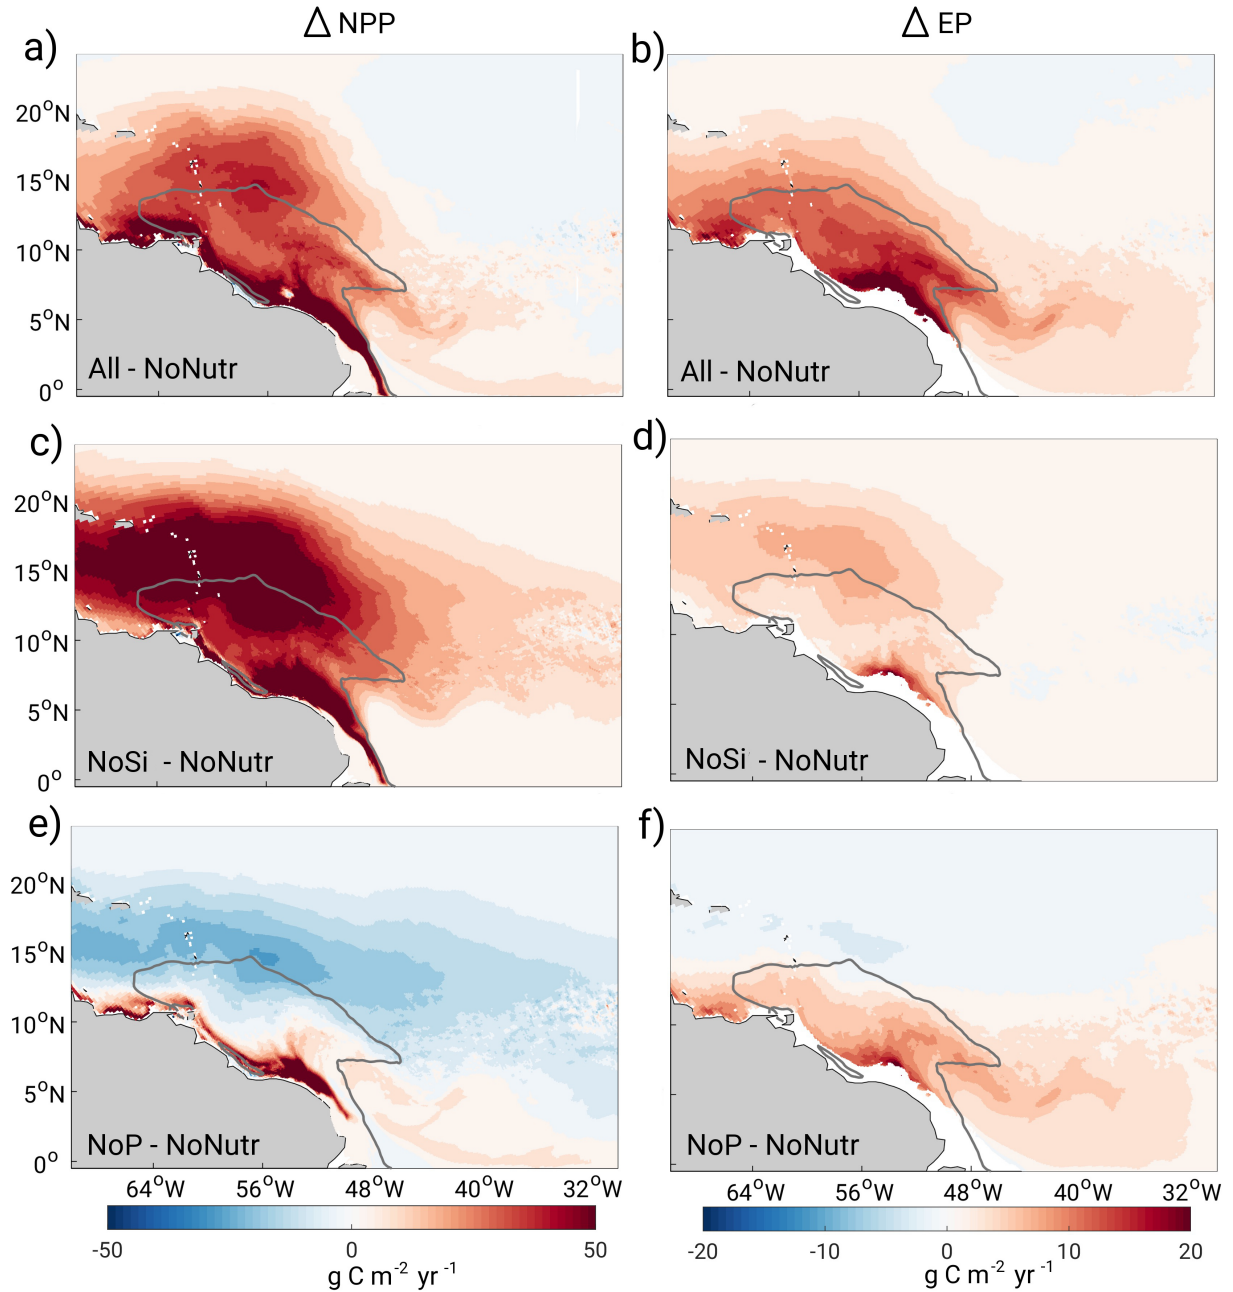 Δ NPP
Δ EP
a)
b)
20°N
15°N
10°N
5°N
0°
All - NoNutr
All - NoNutr
c)
d)
20°N
15°N
10°N
5°N
0°
NoSi - NoNutr
NoSi - NoNutr
e)
f)
20°N
15°N
10°N
5°N
0°
NoP - NoNutr
NoP - NoNutr
64°W 56°W 48°W 40°W 32°W
64°W 56°W 48°W 40°W 32°W
-50 0 50
-20 -10 0 10 20
g C m⁻² yr⁻¹
g C m⁻² yr⁻¹